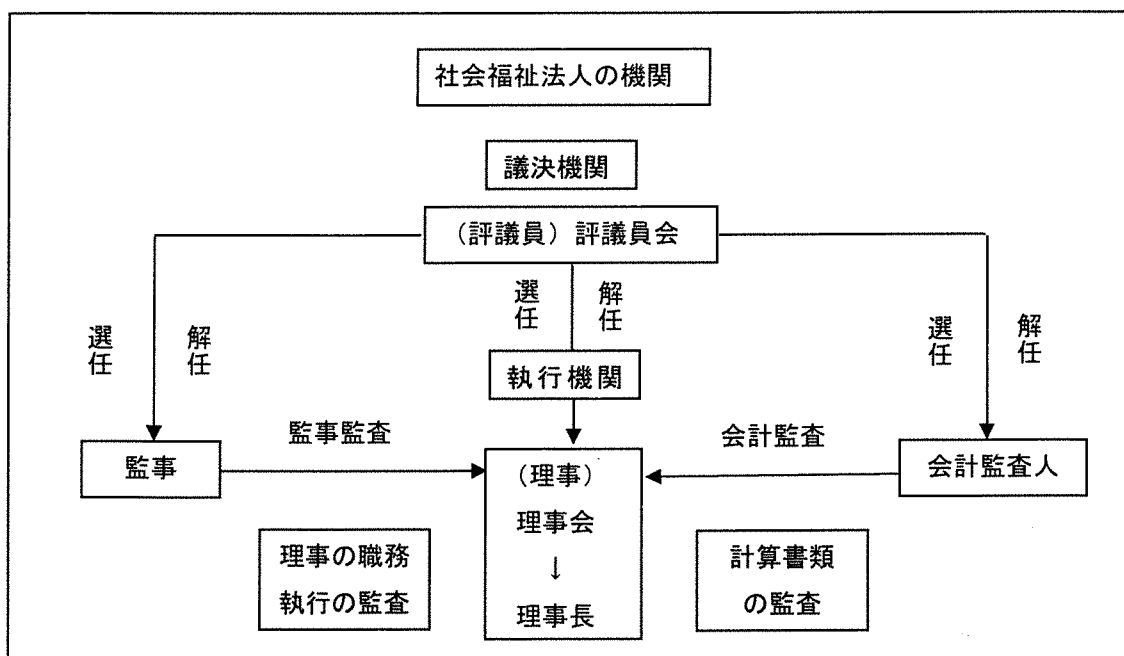 社会福祉法人の機関
議決機関
（評議員）評議員会
選任
解任
選任
解任
選任
解任
執行機関
監事監査
会計監査
監事
（理事）
理事会
↓
理事長
会計監査人
理事の職務
執行の監査
計算書類
の監査